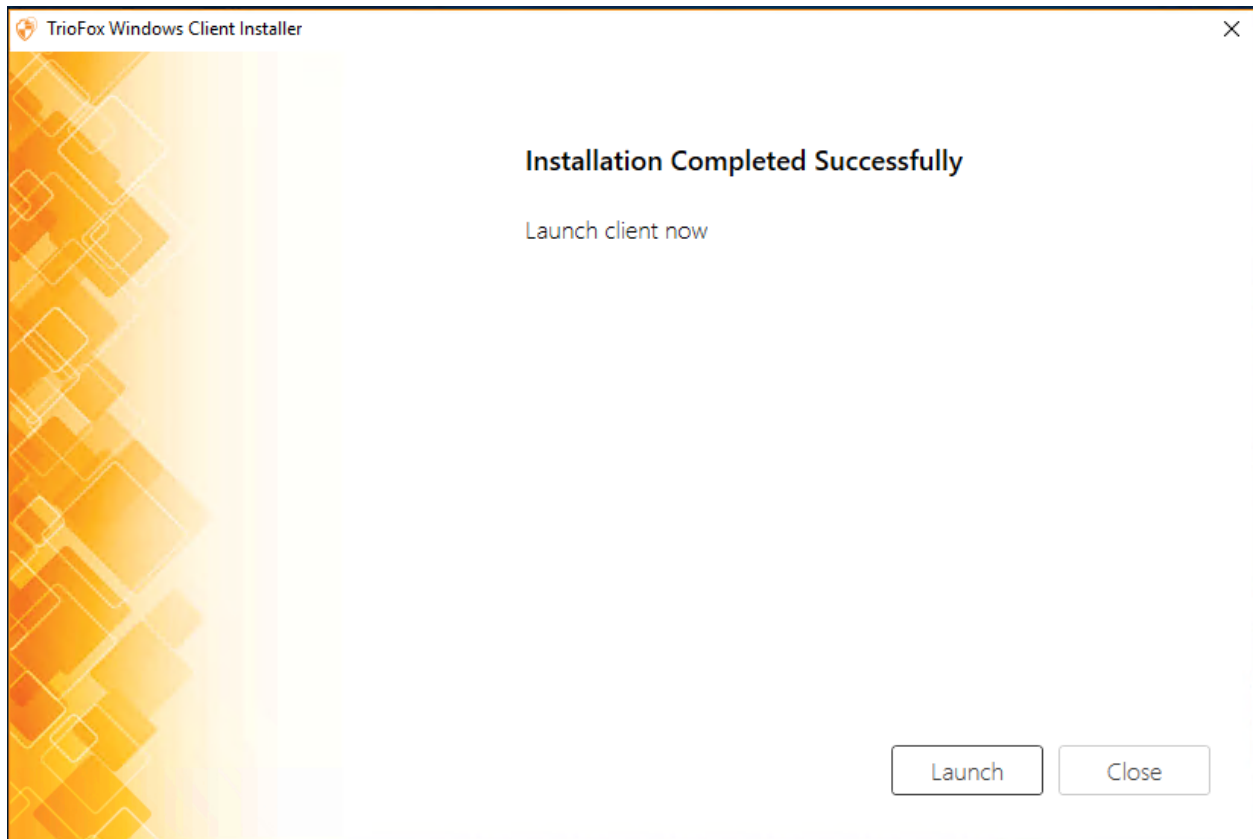 TrioFox Windows Client Installer
Installation Completed Successfully
Launch client now
Launch
Close